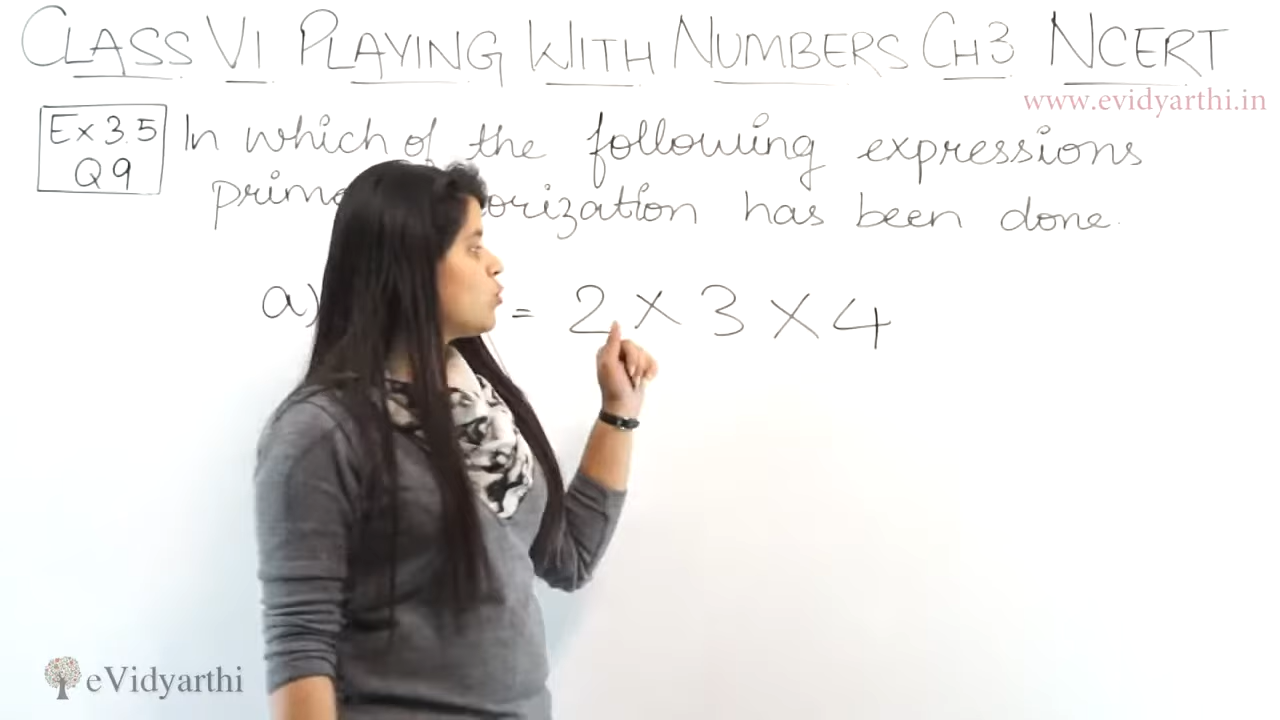 CLASS VI PLAYING WITH NUMBERS CH3 NCERT
www.evidyarthi.in
Ex 3.5
Q9
In which of the following expressions
has been done.
a) = 2 × 3 × 4
eVidyarthi